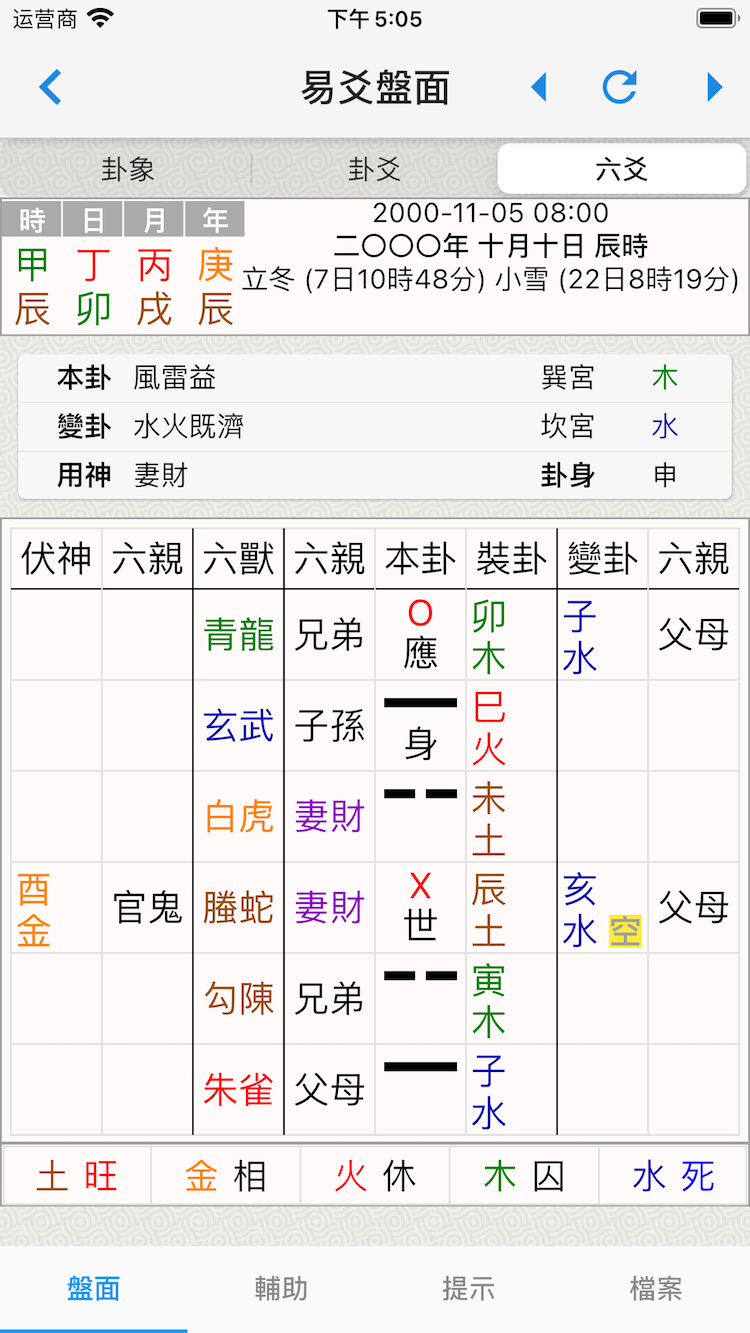 运营商 下午5:05
易爻盤面
卦象 卦爻 六爻
時 日 月 年
甲 丁 丙 庚
辰 卯 戌 辰
2000-11-05 08:00
二〇〇〇年 十月十日 辰時
立冬 (7日10時48分) 小雪 (22日8時19分)
本卦 風雷益 巽宮 木
變卦 水火既濟 坎宮 水
用神 妻財 卦身 申
伏神 六親 六獸 六親 本卦 裝卦 變卦 六親
青龍 兄弟 O 應 卯木 子水 父母
玄武 子孫 身 巳火
白虎 妻財 未土
酉金 官鬼 螣蛇 妻財 X 世 辰土 亥水 空 父母
勾陳 兄弟 寅木
朱雀 父母 子水
土 旺 金 相 火 休 木 囚 水 死
盤面 輔助 提示 檔案